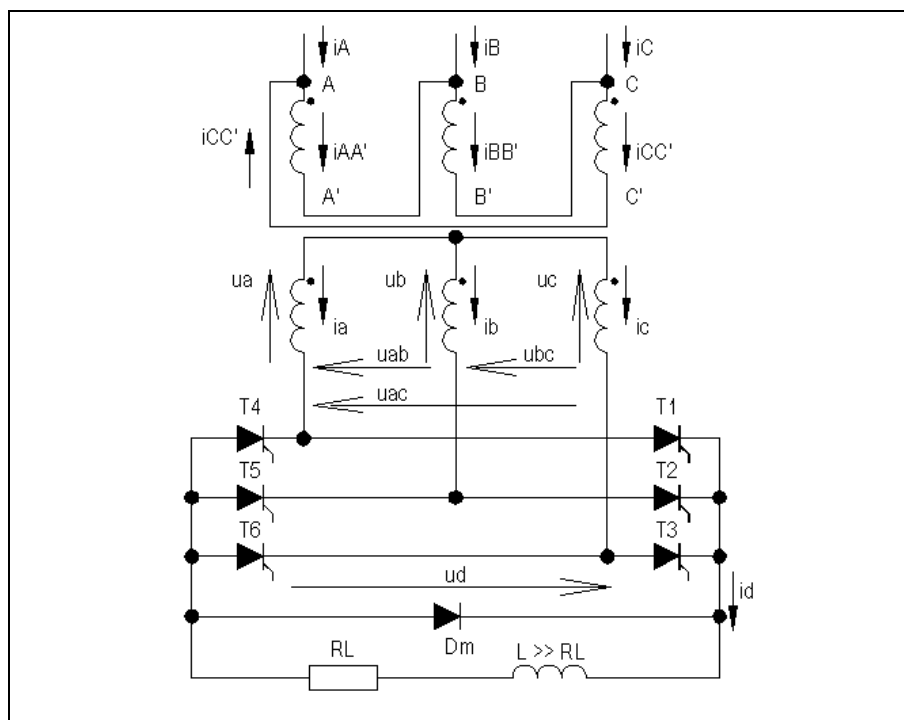 iA iB iC
A B C
iCC' iAA' iBB' iCC'
A' B' C'
ua ub uc
ia ib ic
uab ubc
uac
T4 T1
T5 T2
T6 T3
ud id
Dm
RL L >> RL